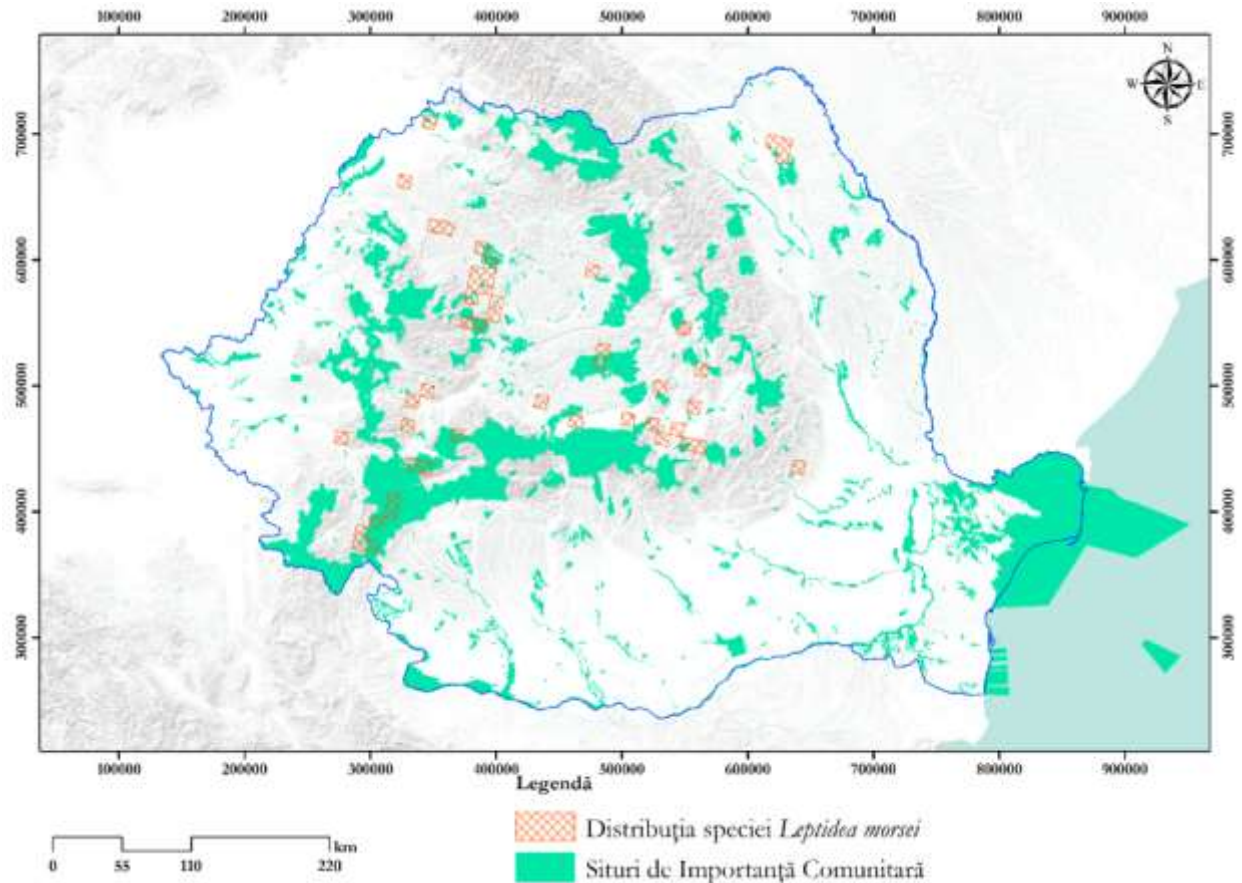 100000 200000 300000 400000 500000 600000 700000 800000 900000
N
W E
S
700000 700000
600000 600000
500000 500000
400000 400000
300000 300000
100000 200000 300000 400000 500000 600000 700000 800000 900000
Legendă
Distribuția speciei Leptidea morsei
km
0 55 110 220
Situri de Importanță Comunitară